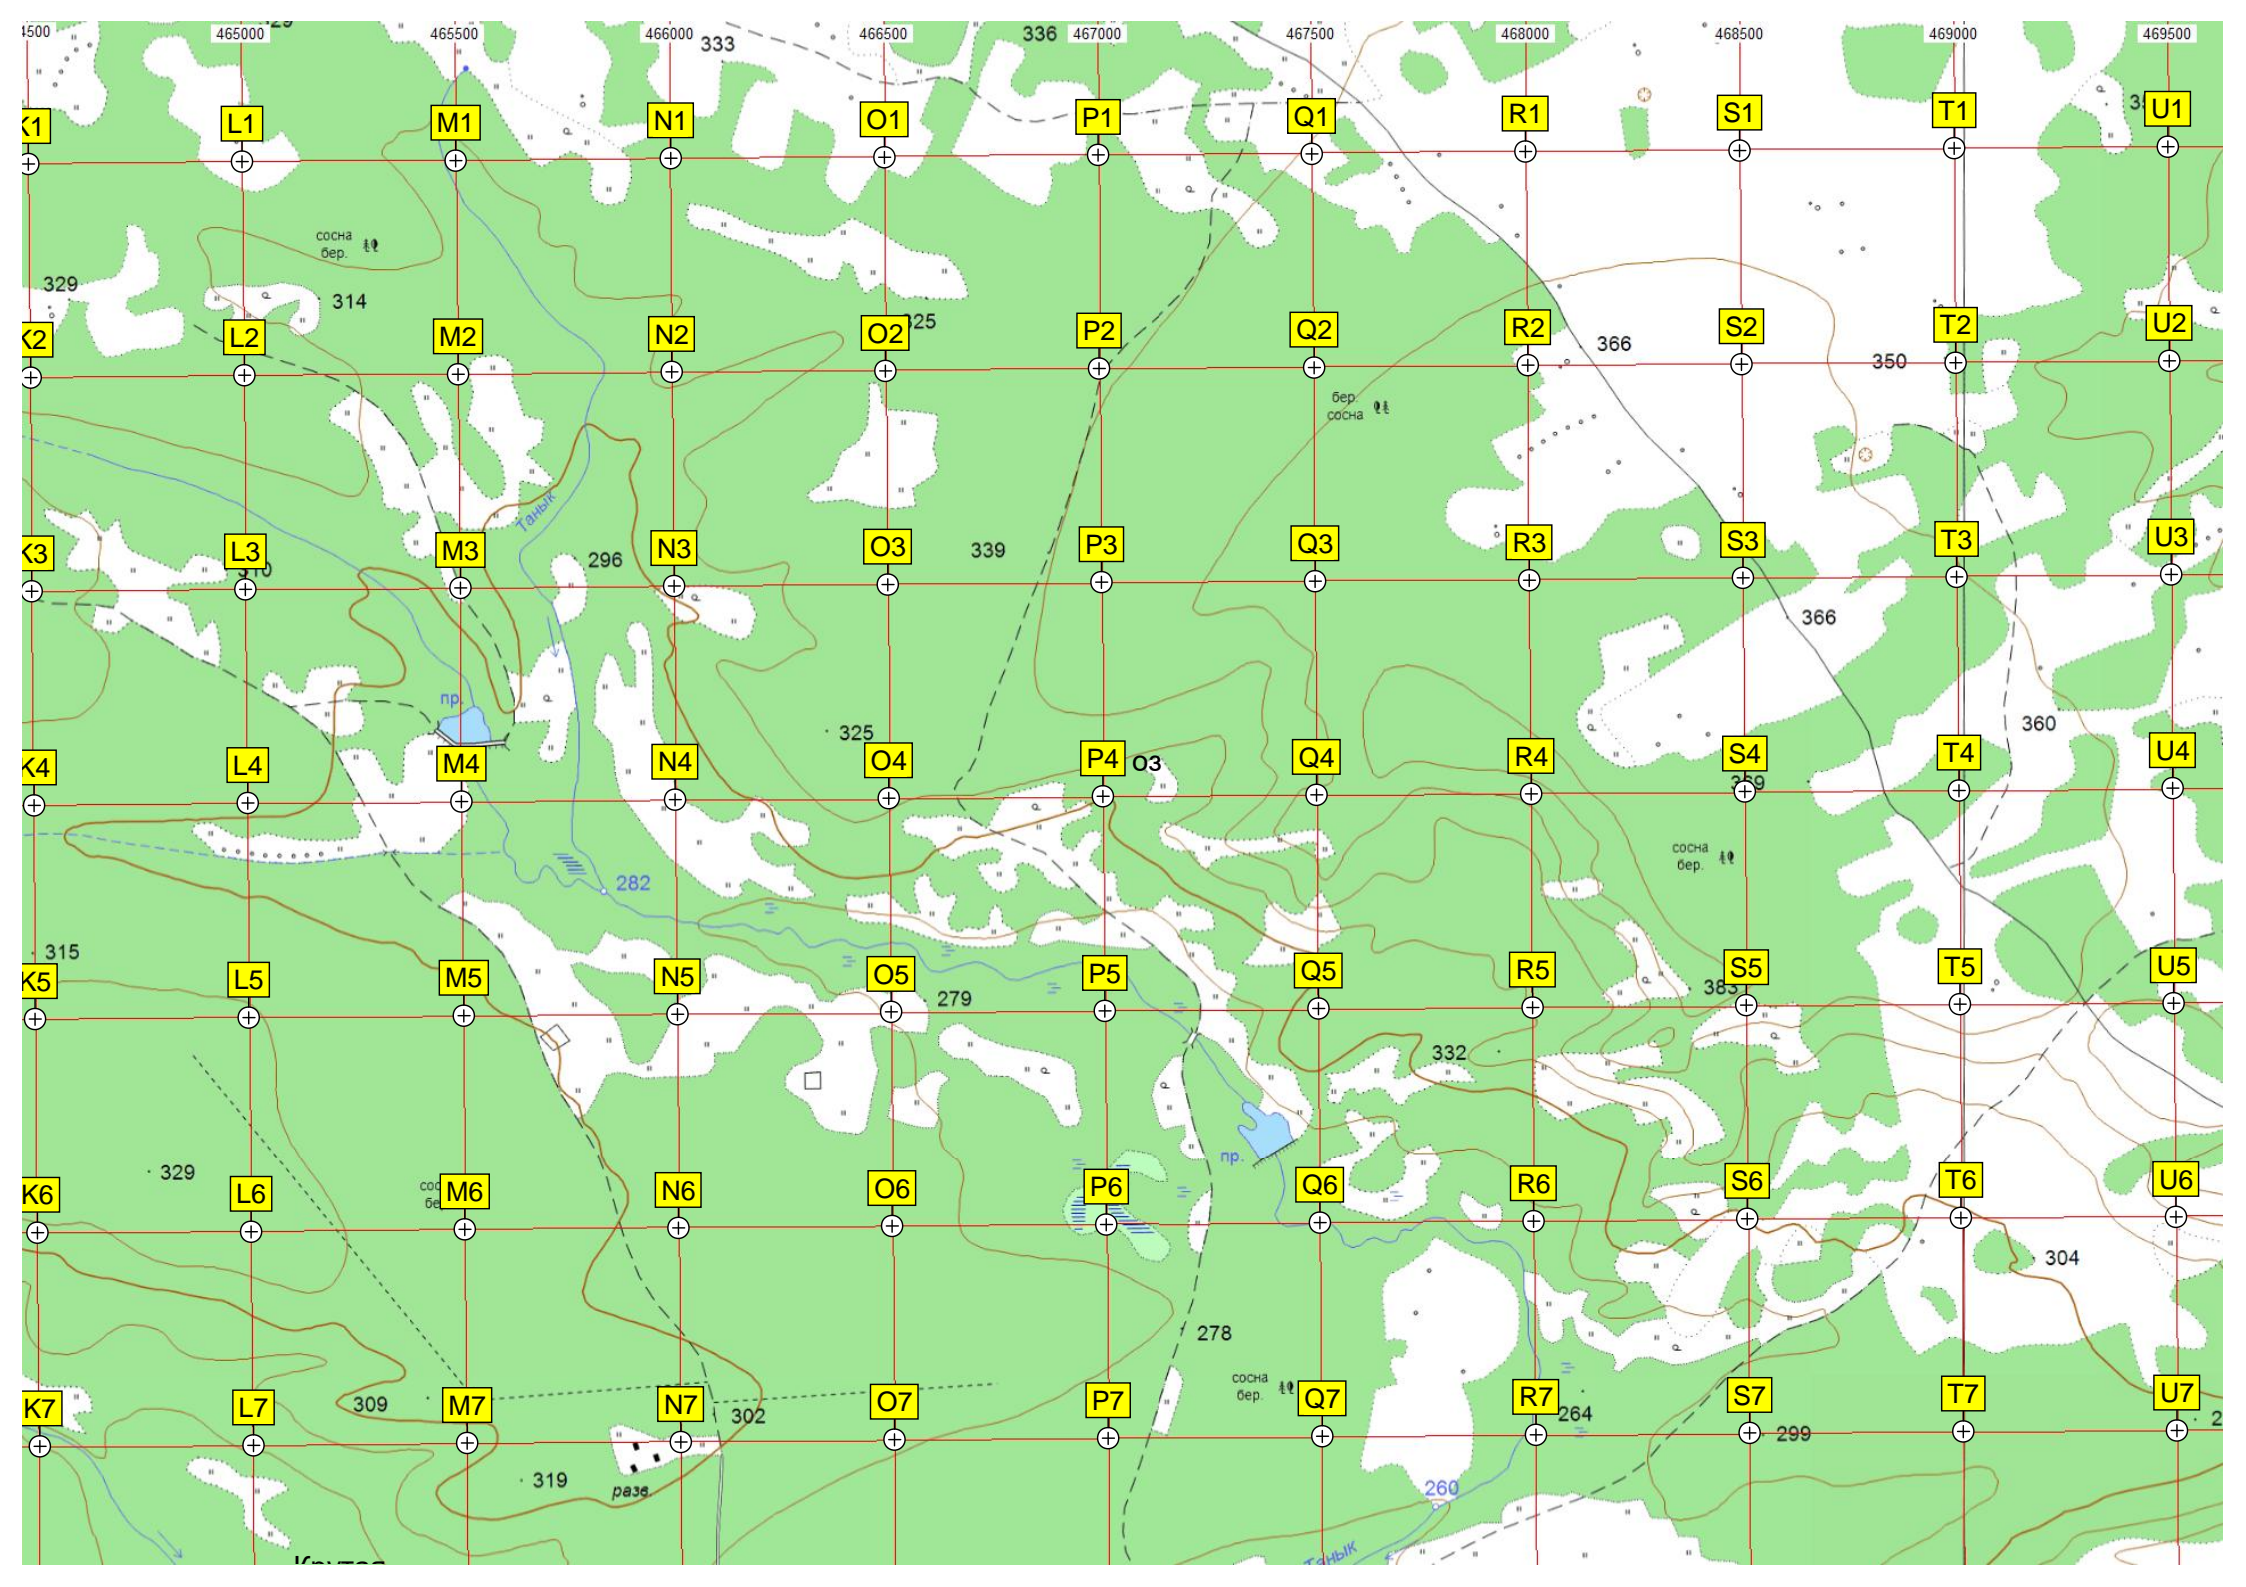 4500 465000 465500 466000 466500 467000 467500 468000 468500 469000 469500
333 336
K1 L1 M1 N1 O1 P1 Q1 R1 S1 T1 U1
сосна
бер.
329 314
K2 L2 M2 N2 O2 325 P2 Q2 R2 366 S2 350 T2 U2
бер.
сосна
Танык
K3 L3 310 M3 296 N3 O3 339 P3 Q3 R3 S3 T3 U3
366
пр.
325 360
K4 L4 M4 N4 O4 P4 O3 Q4 R4 S4 369 T4 U4
сосна
бер.
282
315
K5 L5 M5 N5 O5 279 P5 Q5 R5 383 S5 T5 U5
332
пр.
329
K6 L6 M6 N6 O6 P6 Q6 R6 S6 T6 U6
304
278
сосна
бер.
K7 L7 309 M7 N7 302 O7 P7 Q7 R7 264 S7 299 T7 U7
319 разв. 260
Танык